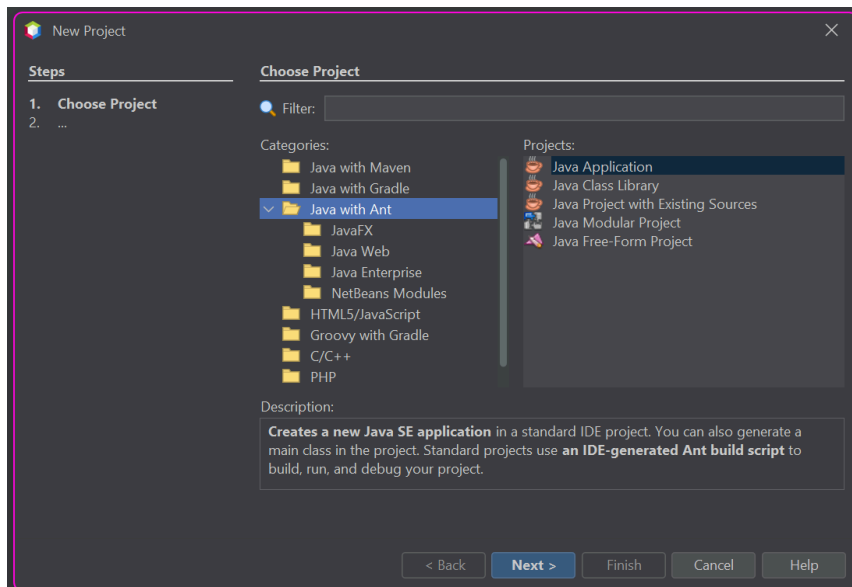 New Project
Steps
1. Choose Project
2. ...
Choose Project
Filter:
Categories:
Java with Maven
Java with Gradle
Java with Ant
JavaFX
Java Web
Java Enterprise
NetBeans Modules
HTML5/JavaScript
Groovy with Gradle
C/C++
PHP
Projects:
Java Application
Java Class Library
Java Project with Existing Sources
Java Modular Project
Java Free-Form Project
Description:
Creates a new Java SE application in a standard IDE project. You can also generate a
main class in the project. Standard projects use an IDE-generated Ant build script to
build, run, and debug your project.
< Back
Next >
Finish
Cancel
Help